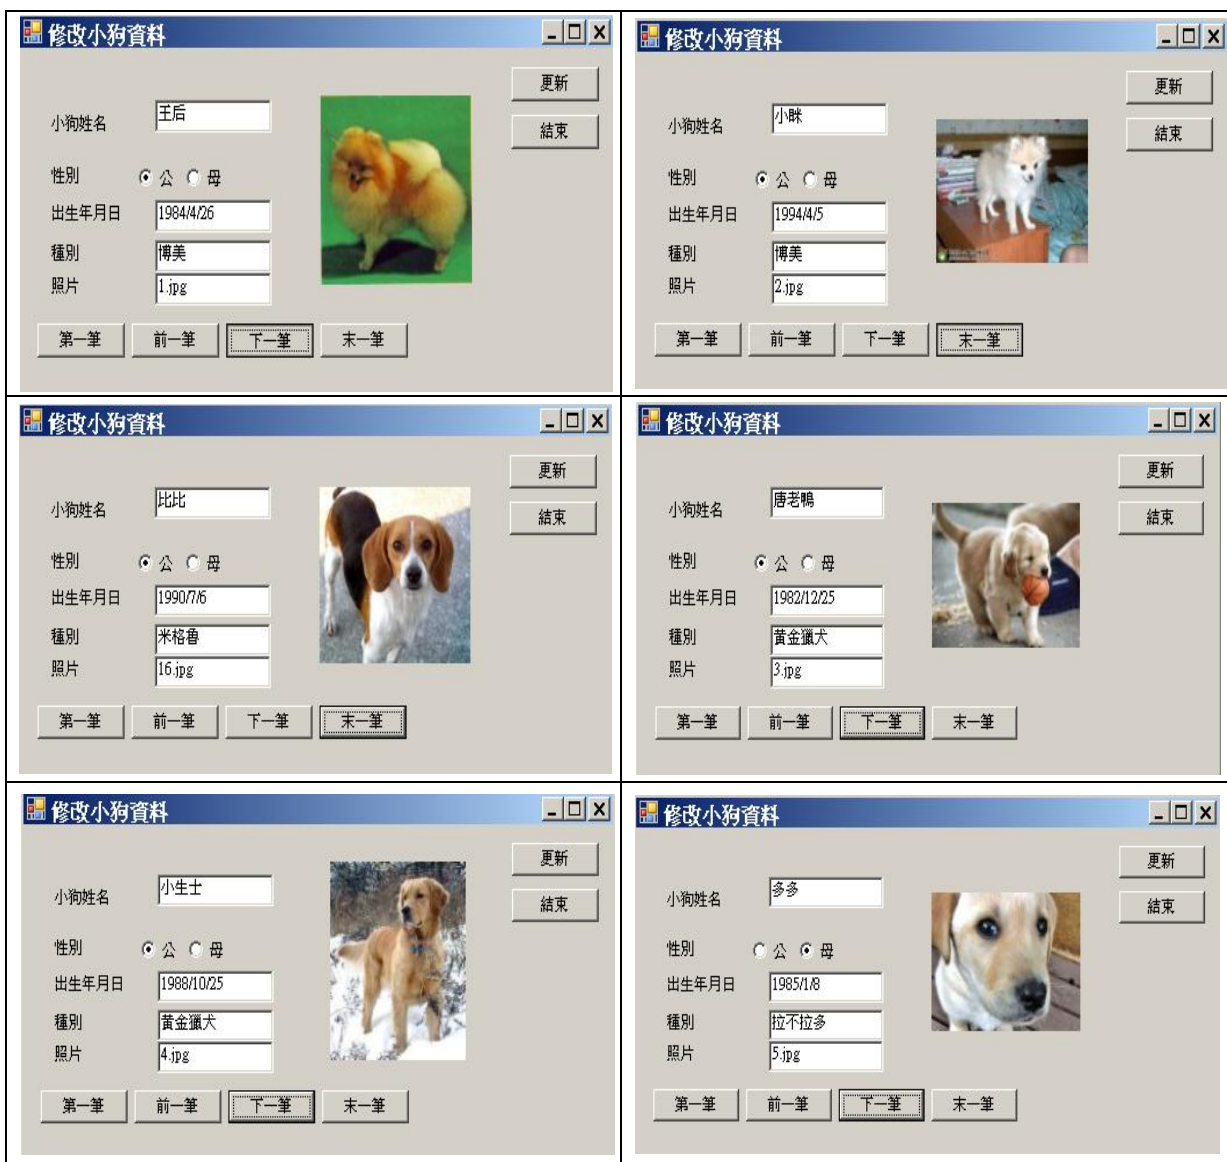 修改小狗資料
更新
結束
小狗姓名 王后
性別 公 母
出生年月日 1984/4/26
種別 博美
照片 1.jpg
第一筆 前一筆 下一筆 末一筆
修改小狗資料
更新
結束
小狗姓名 小眯
性別 公 母
出生年月日 1994/4/5
種別 博美
照片 2.jpg
第一筆 前一筆 下一筆 末一筆
修改小狗資料
更新
結束
小狗姓名 比比
性別 公 母
出生年月日 1990/7/6
種別 米格魯
照片 16.jpg
第一筆 前一筆 下一筆 末一筆
修改小狗資料
更新
結束
小狗姓名 唐老鴨
性別 公 母
出生年月日 1982/12/25
種別 黃金獵犬
照片 3.jpg
第一筆 前一筆 下一筆 末一筆
修改小狗資料
更新
結束
小狗姓名 小生士
性別 公 母
出生年月日 1988/10/25
種別 黃金獵犬
照片 4.jpg
第一筆 前一筆 下一筆 末一筆
修改小狗資料
更新
結束
小狗姓名 多多
性別 公 母
出生年月日 1985/1/8
種別 拉不拉多
照片 5.jpg
第一筆 前一筆 下一筆 末一筆